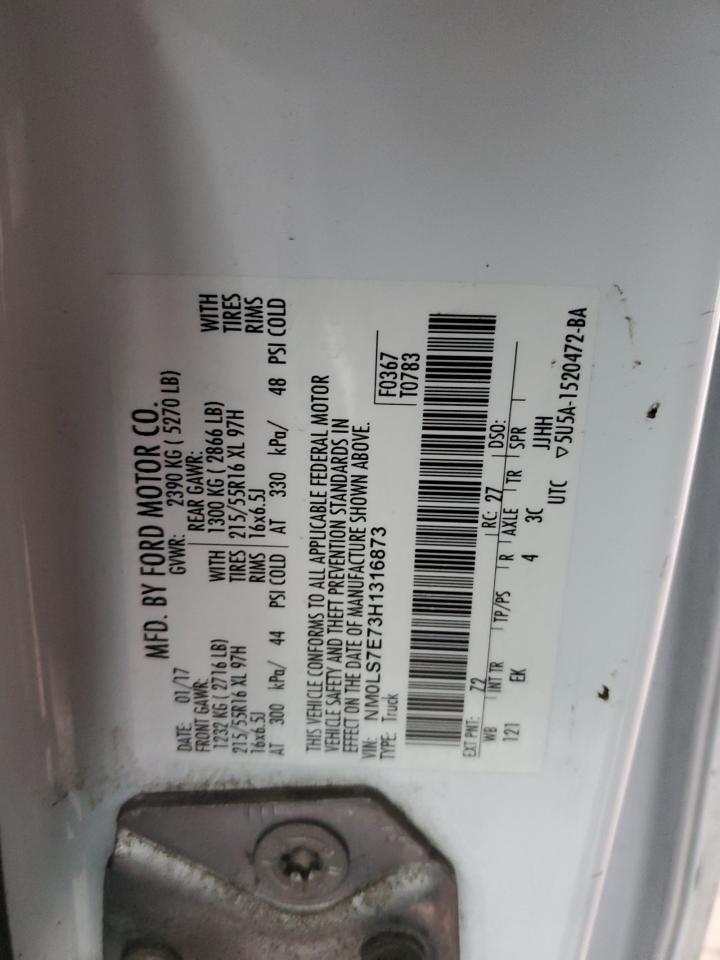 MFD. BY FORD MOTOR CO.
DATE: 01/17 GVWR: 2390 KG ( 5270 LB)
FRONT GAWR: REAR GAWR:
1232 KG ( 2716 LB) WITH 1300 KG ( 2866 LB) WITH
215/55R16 XL 97H TIRES 215/55R16 XL 97H TIRES
16x6.5J RIMS 16x6.5J RIMS
AT 300 kPa/ 44 PSI COLD AT 330 kPa/ 48 PSI COLD
THIS VEHICLE CONFORMS TO ALL APPLICABLE FEDERAL MOTOR
VEHICLE SAFETY AND THEFT PREVENTION STANDARDS IN
EFFECT ON THE DATE OF MANUFACTURE SHOWN ABOVE.
VIN: NM0LS7E73H1316873 F0367
TYPE: Truck T0783
EXT PNT: Z2 RC: 27 DSO:
WB INT TR TP/PS R AXLE TR SPR
121 EK 4 3C JJHH
UTC ▽5U5A-1520472-BA